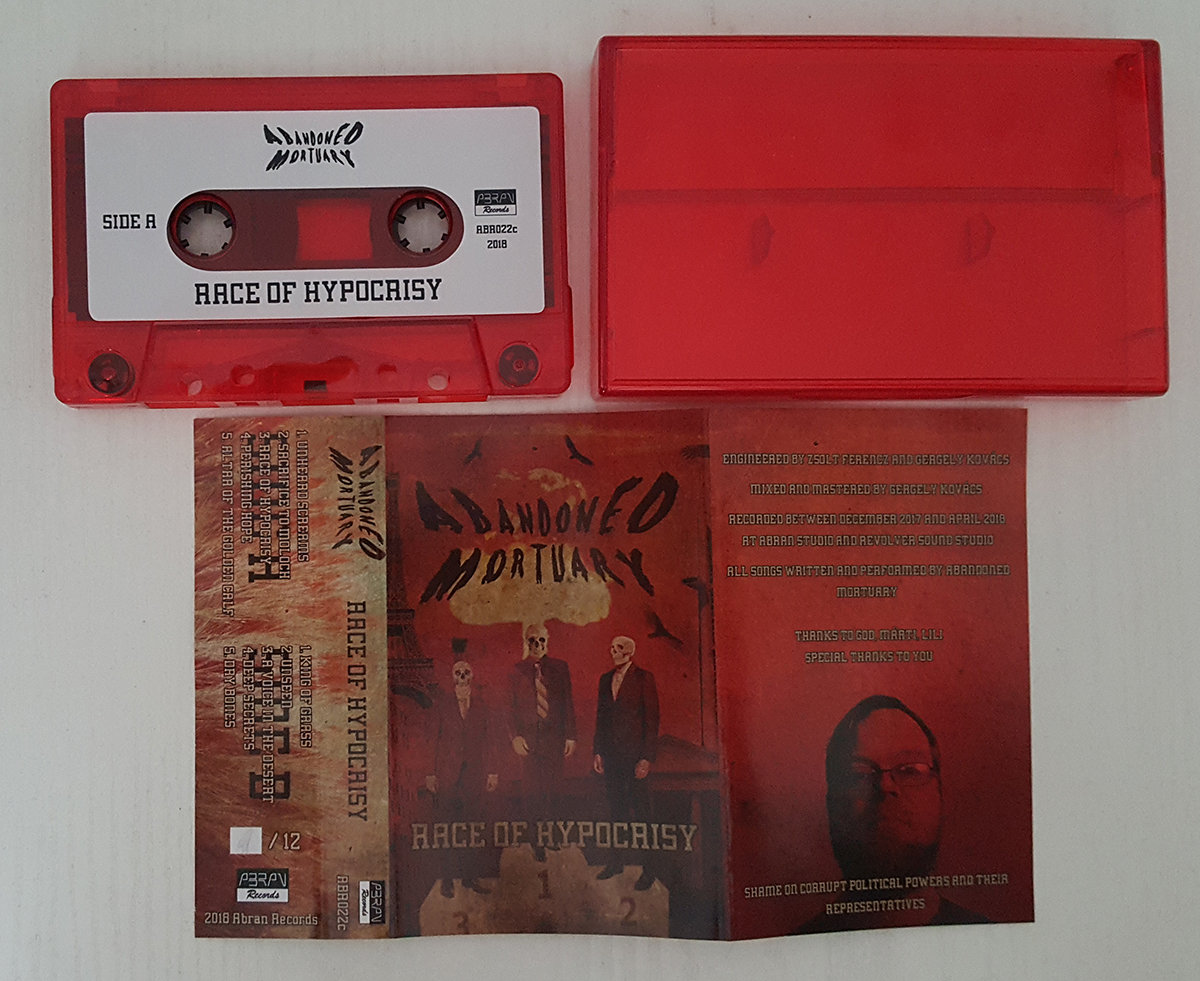 ABANDONED
MORTUARY
SIDE A
ABRAN
Records
ABR022c
2018
RACE OF HYPOCRISY
1. UNHEARD SCREAMS
2. SACRIFICE TO MOLOCH
3. RACE OF HYPOCRISY
4. PERISHING HOPE
5. ALTAR OF THE GOLDEN CALF
1. KING OF GRASS
2. UNSEEN
3. A VOICE IN THE DESERT
4. DEEP SECRETS
5. DRY BONES
/ 12
ABRAN
Records
2018 Abran Records
ABANDONED
MORTUARY
RACE OF HYPOCRISY
ABRAN
Records
ABR022c
ABANDONED
MORTUARY
RACE OF HYPOCRISY
1
2
3
ENGINEERED BY ZSOLT FERENCZ AND GERGELY KOVÁCS
MIXED AND MASTERED BY GERGELY KOVÁCS
RECORDED BETWEEN DECEMBER 2017 AND APRIL 2018
AT ABRAN STUDIO AND REVOLVER SOUND STUDIO
ALL SONGS WRITTEN AND PERFORMED BY ABANDONED
MORTUARY
THANKS TO GOD, MÁRTI, LILI
SPECIAL THANKS TO YOU
SHAME ON CORRUPT POLITICAL POWERS AND THEIR
REPRESENTATIVES